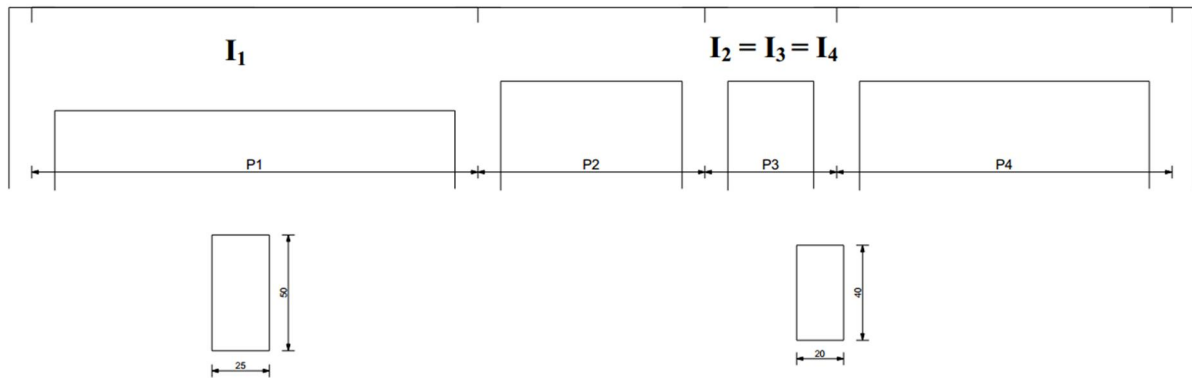 I₁
I₂ = I₃ = I₄
P1
P2
P3
P4
50
25
40
20